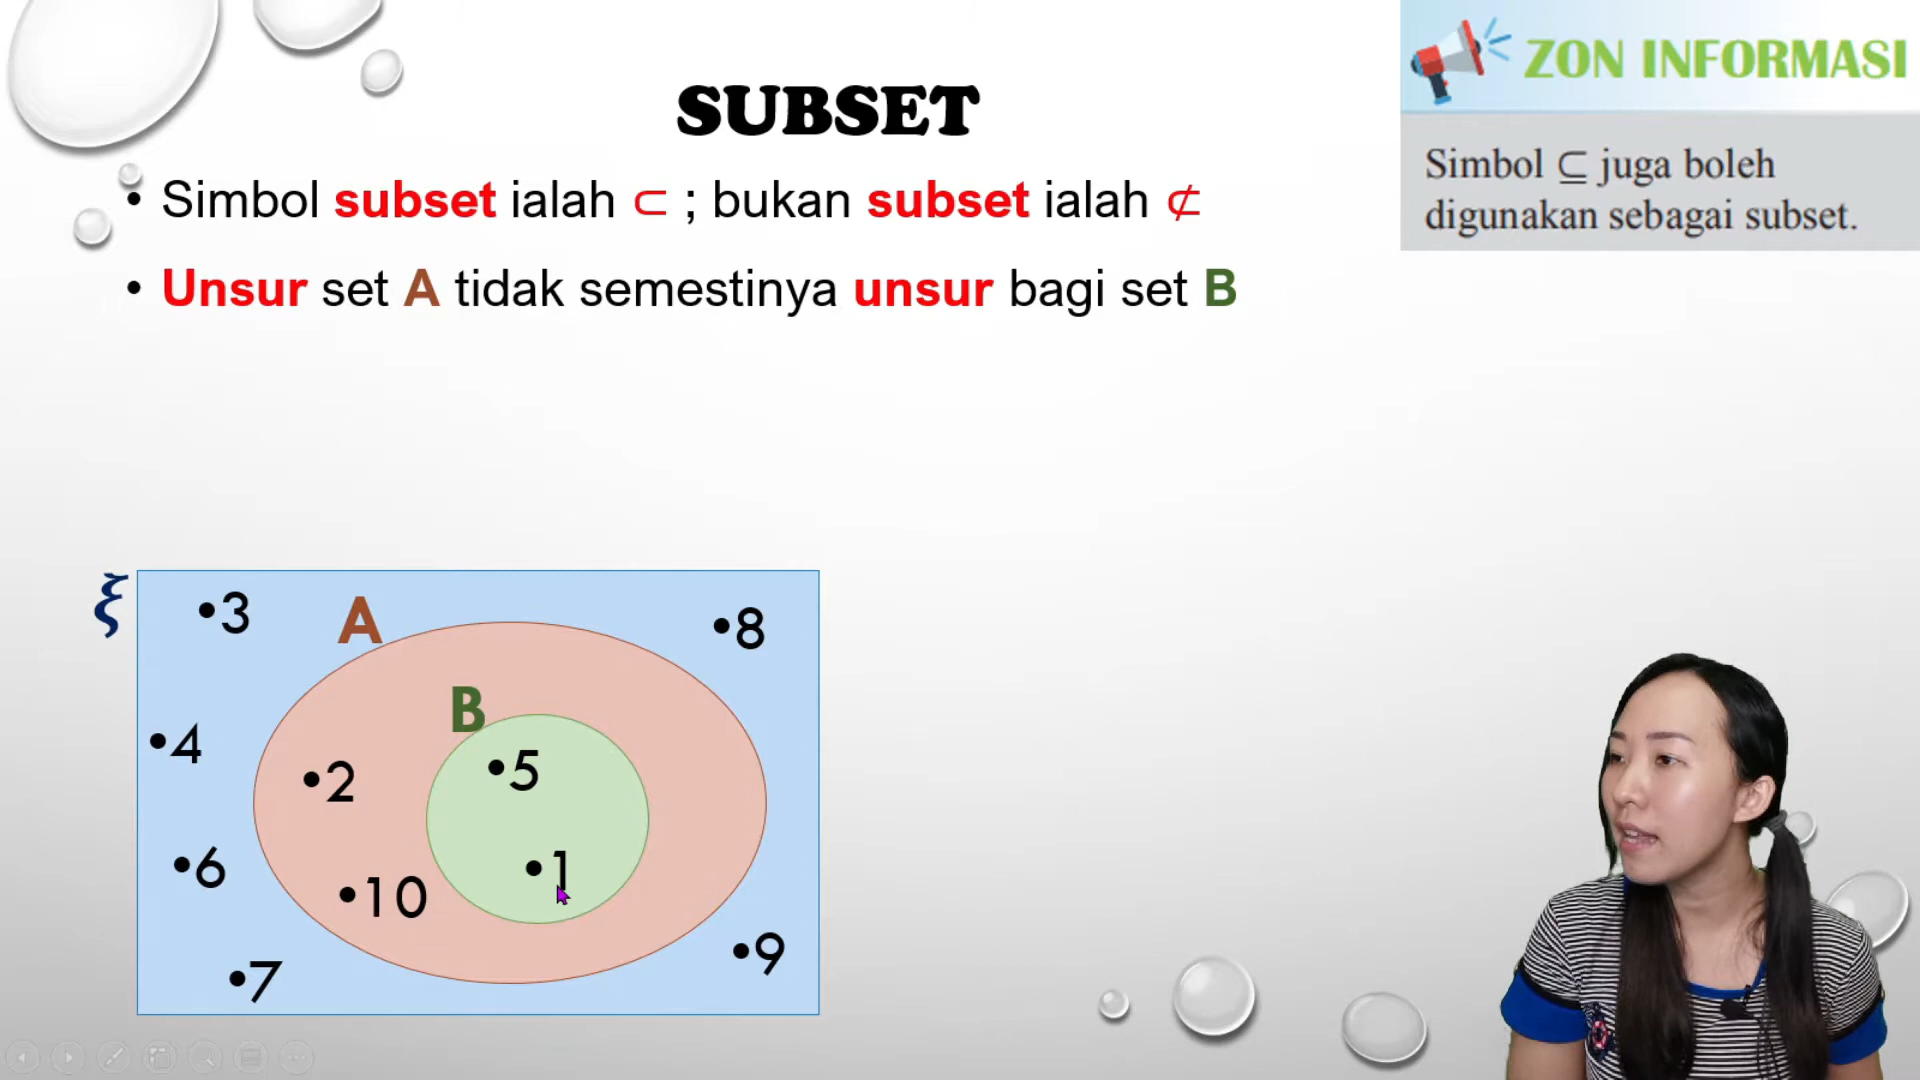 SUBSET
• Simbol subset ialah ⊂ ; bukan subset ialah ⊄
• Unsur set A tidak semestinya unsur bagi set B
ZON INFORMASI
Simbol ⊆ juga boleh
digunakan sebagai subset.
ξ
•3
A
•8
B
•4
•5
•2
•6
•1
•10
•9
•7